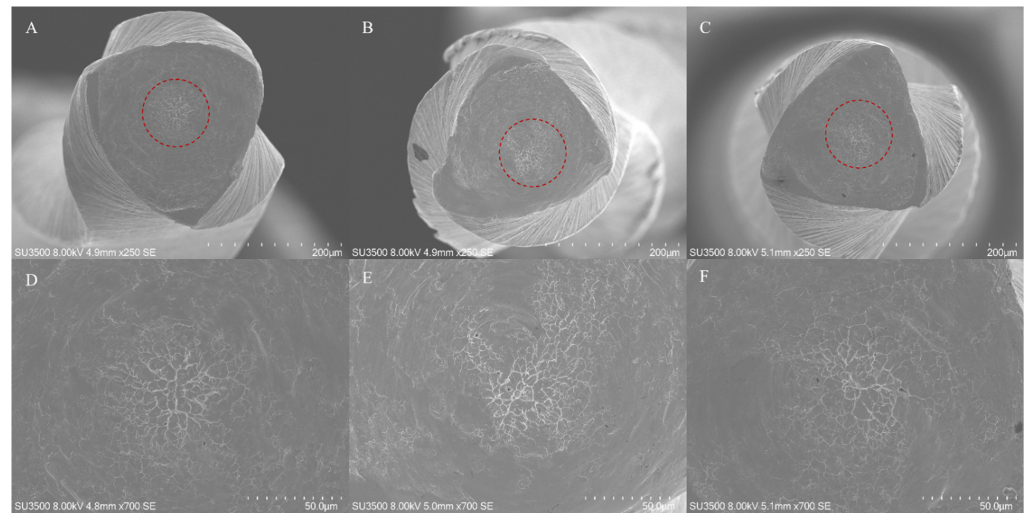 A
B
C
SU3500 8.00kV 4.9mm x250 SE
200µm
SU3500 8.00kV 4.9mm x250 SE
200µm
SU3500 8.00kV 5.1mm x250 SE
200µm
D
E
F
SU3500 8.00kV 4.8mm x700 SE
50.0µm
SU3500 8.00kV 5.0mm x700 SE
50.0µm
SU3500 8.00kV 5.1mm x700 SE
50.0µm